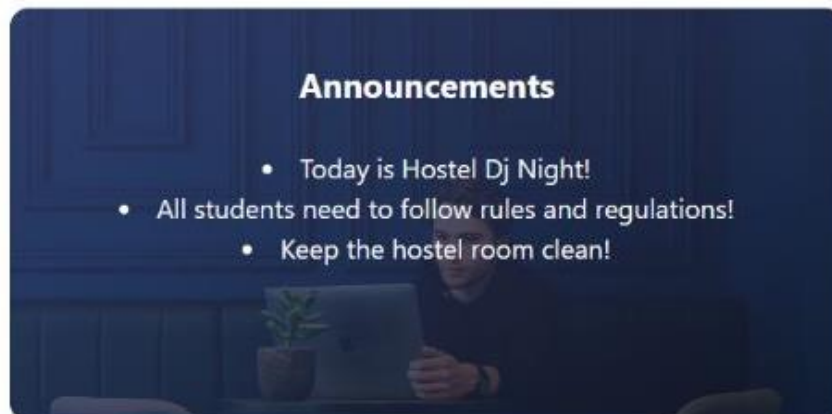 Announcements
• Today is Hostel Dj Night!
• All students need to follow rules and regulations!
• Keep the hostel room clean!